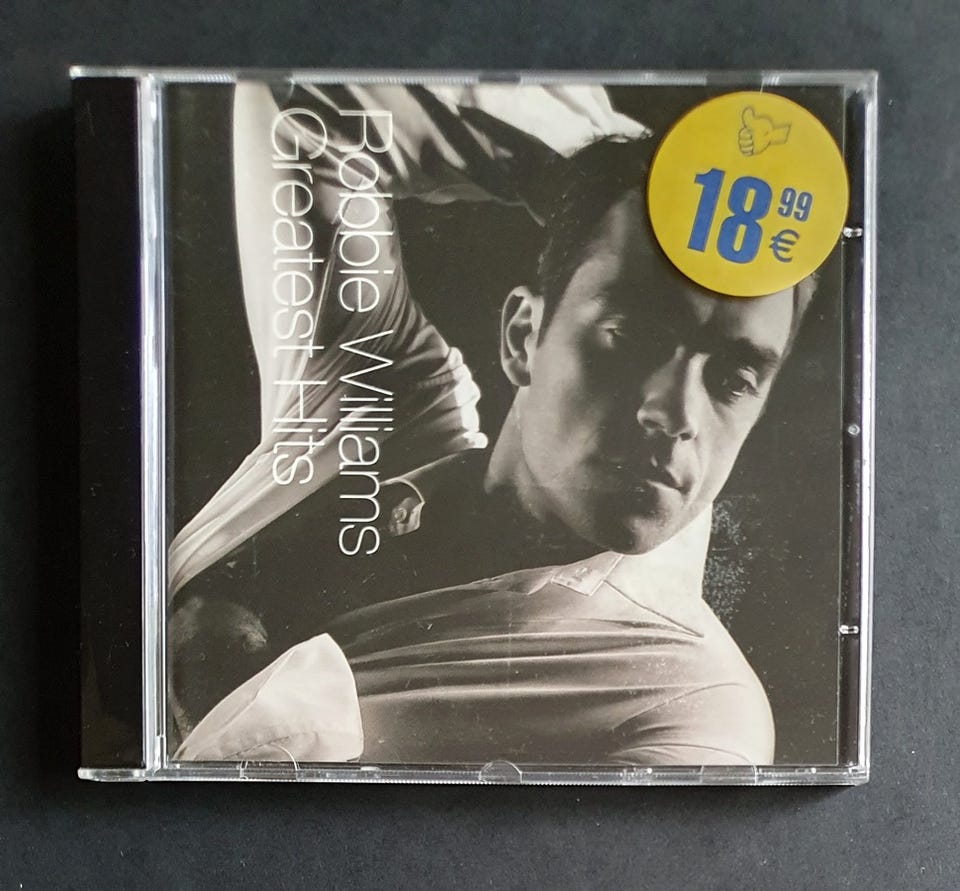 Robbie Williams
Greatest Hits
18 99 €